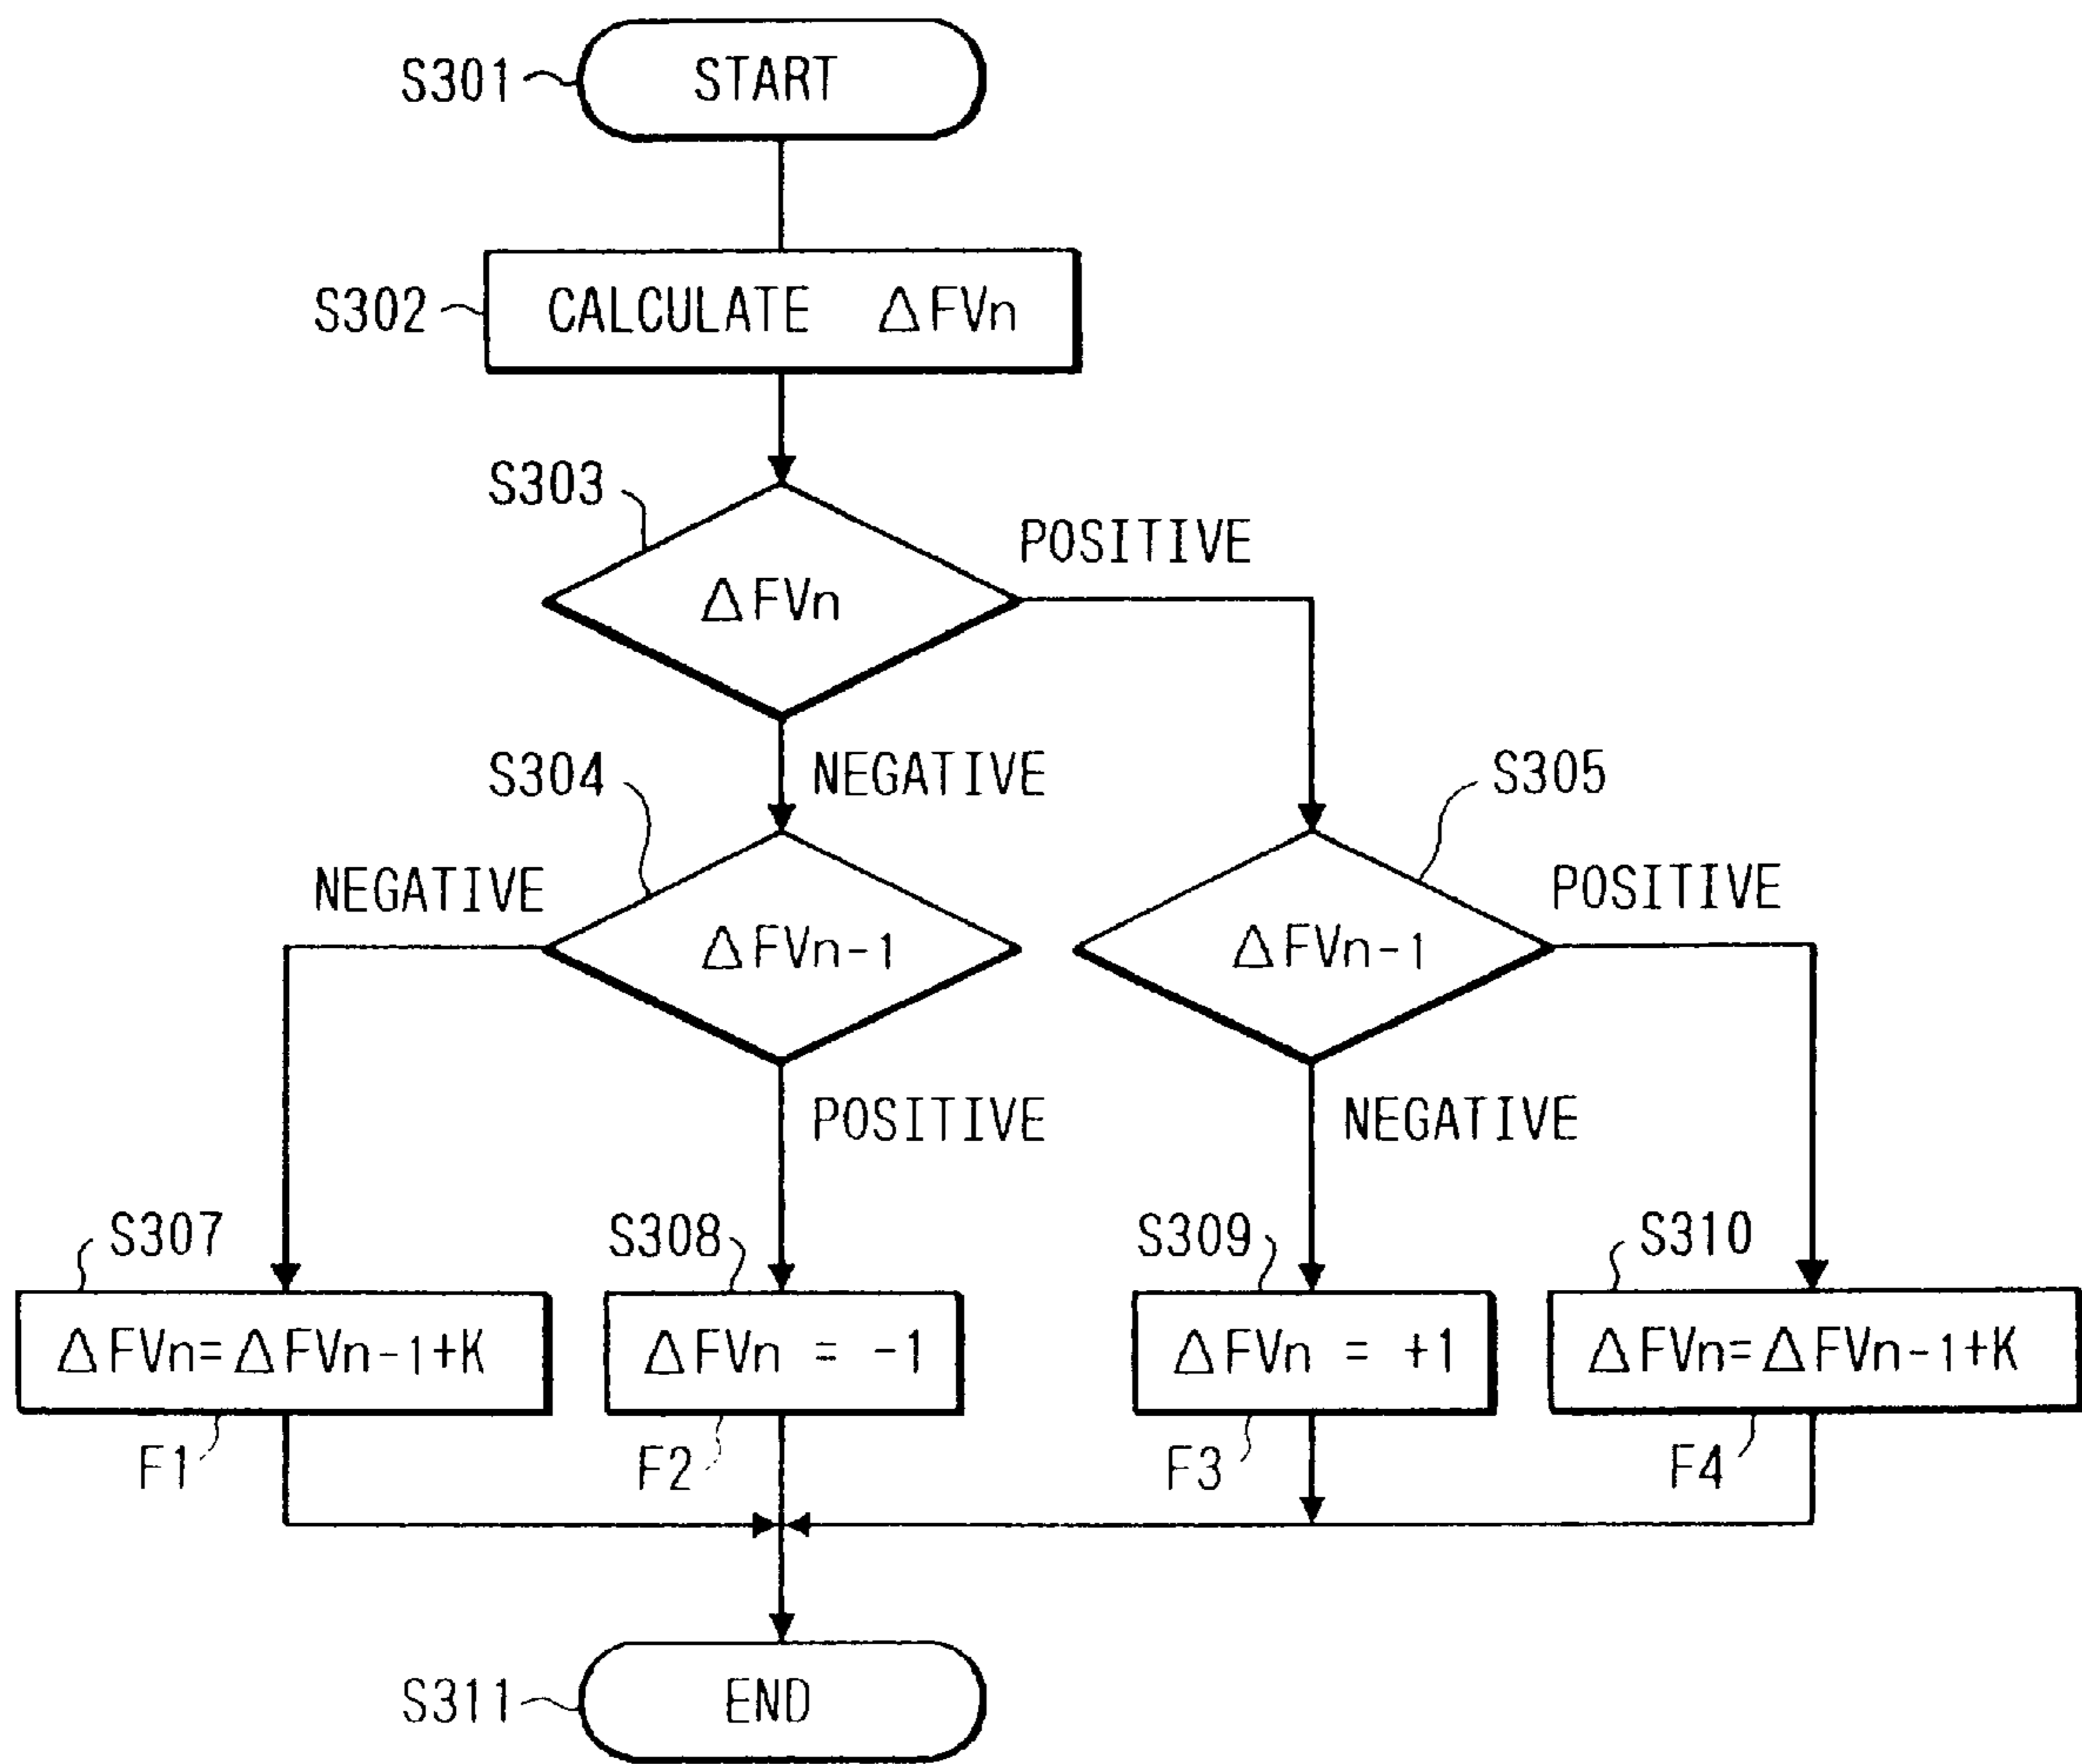 S301
START
S302
CALCULATE ΔFVn
S303
POSITIVE
ΔFVn
S304
NEGATIVE
S305
NEGATIVE
POSITIVE
ΔFVn-1
ΔFVn-1
POSITIVE
NEGATIVE
S307
S308
S309
S310
ΔFVn=ΔFVn-1+K
ΔFVn = -1
ΔFVn = +1
ΔFVn=ΔFVn-1+K
F1
F2
F3
F4
S311
END